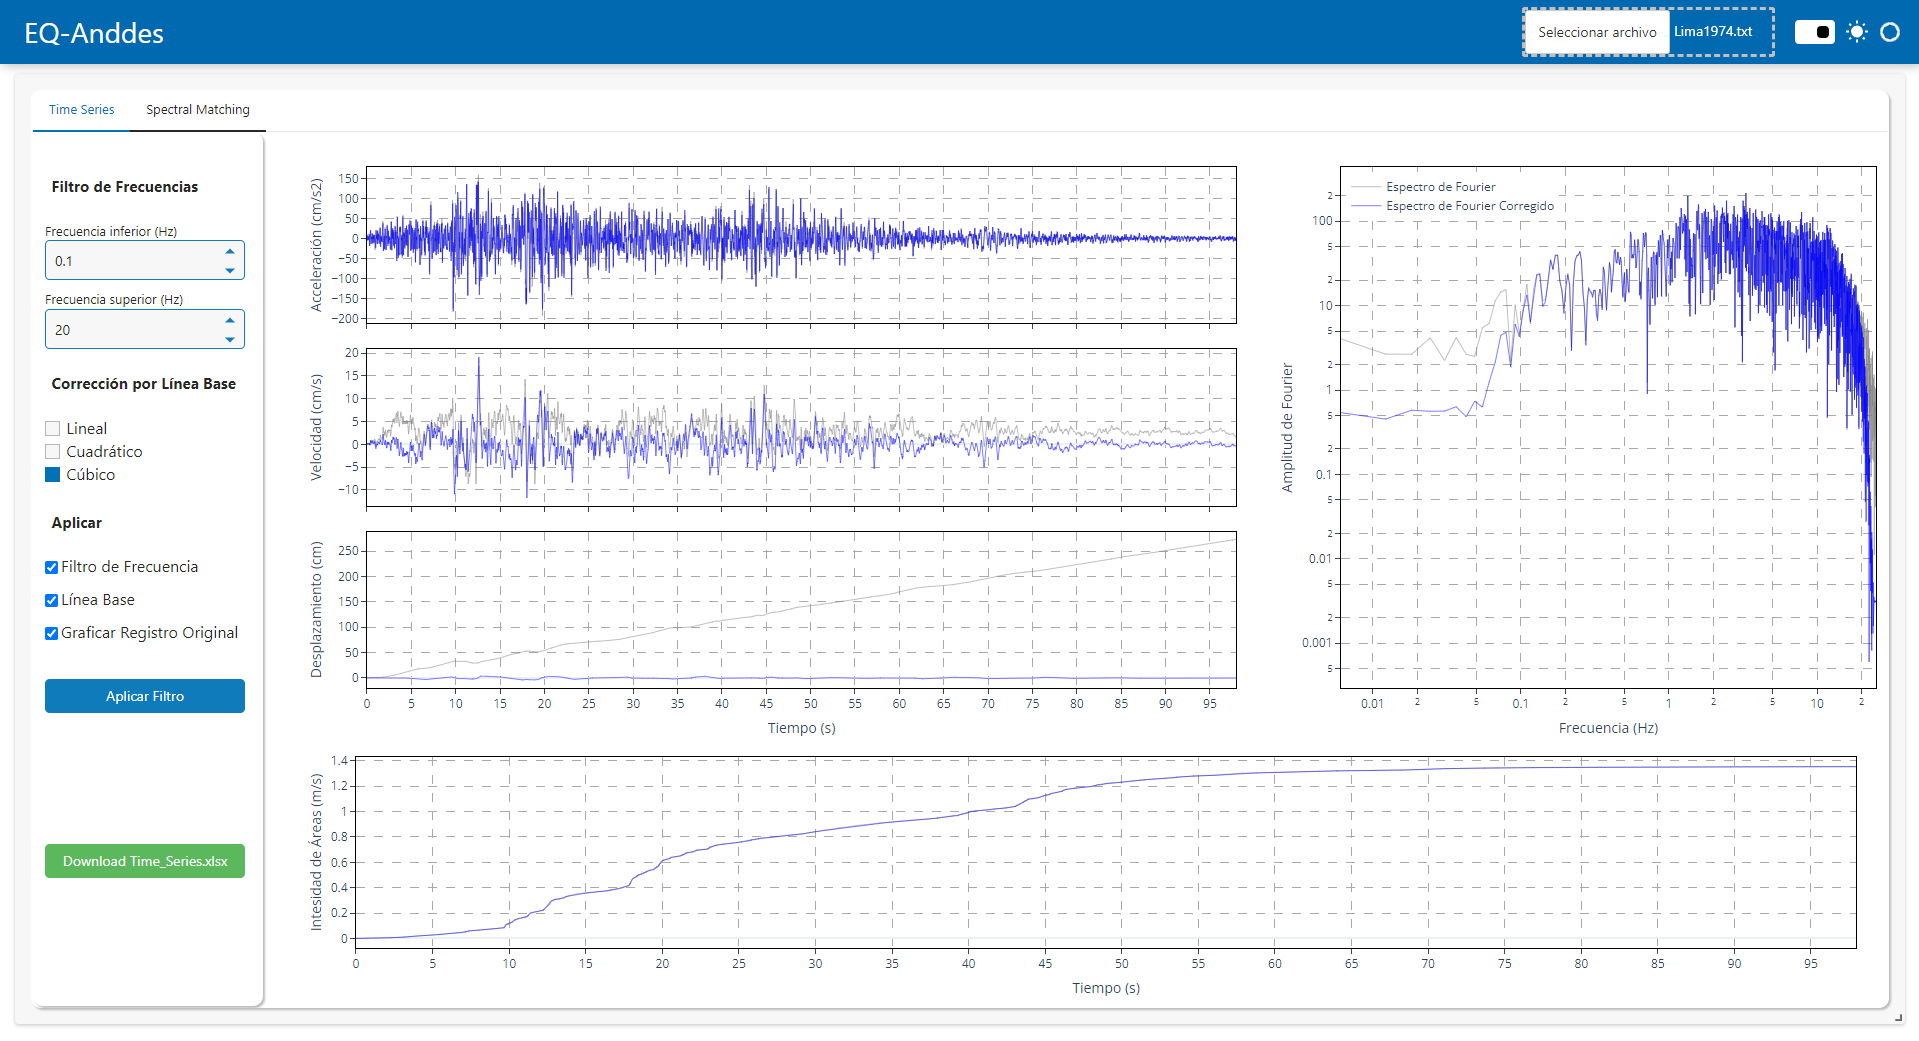 EQ-Anddes
Seleccionar archivo
Lima1974.txt
Time Series
Spectral Matching
Filtro de Frecuencias
Frecuencia inferior (Hz)
0.1
Frecuencia superior (Hz)
20
Corrección por Línea Base
Lineal
Cuadrático
Cúbico
Aplicar
Filtro de Frecuencia
Línea Base
Graficar Registro Original
Aplicar Filtro
Download Time_Series.xlsx
Aceleración (cm/s2)
150
100
50
0
−50
−100
−150
−200
Velocidad (cm/s)
20
15
10
5
0
−5
−10
Desplazamiento (cm)
250
200
150
100
50
0
0 5 10 15 20 25 30 35 40 45 50 55 60 65 70 75 80 85 90 95
Tiempo (s)
Espectro de Fourier
Espectro de Fourier Corregido
Amplitud de Fourier
2
100
5
2
10
5
2
1
5
2
0.1
5
2
0.01
5
2
0.001
5
0.01 2 5 0.1 2 5 1 2 5 10 2
Frecuencia (Hz)
Intesidad de Áreas (m/s)
1.4
1.2
1
0.8
0.6
0.4
0.2
0
0 5 10 15 20 25 30 35 40 45 50 55 60 65 70 75 80 85 90 95
Tiempo (s)